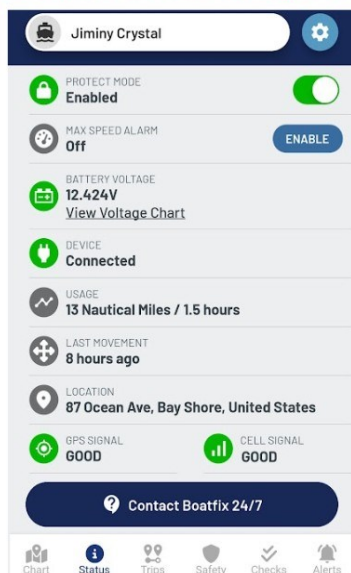 Jiminy Crystal
PROTECT MODE
Enabled
MAX SPEED ALARM
Off
ENABLE
BATTERY VOLTAGE
12.424V
View Voltage Chart
DEVICE
Connected
USAGE
13 Nautical Miles / 1.5 hours
LAST MOVEMENT
8 hours ago
LOCATION
87 Ocean Ave, Bay Shore, United States
GPS SIGNAL
GOOD
CELL SIGNAL
GOOD
Contact Boatfix 24/7
Chart Status Trips Safety Checks Alerts